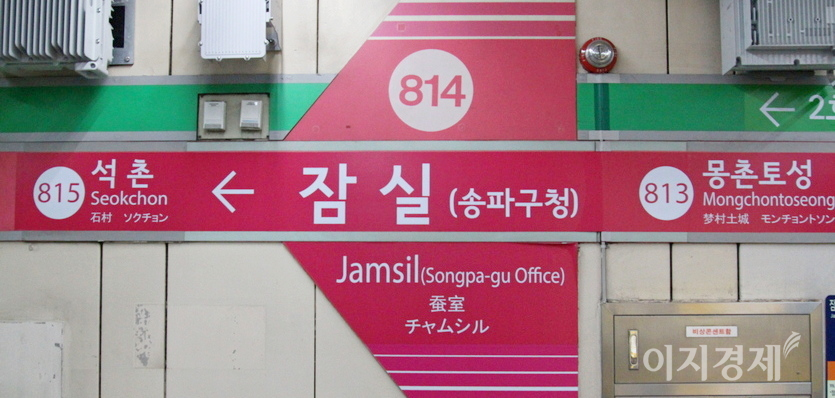 814
← 23
815
석촌
Seokchon
石村 ソクチョン
← 잠실 (송파구청)
813
몽촌토성
Mongchontoseong
梦村土城 モンチョントソン
Jamsil(Songpa-gu Office)
蚕室
チャムシル
비상콘센트함
이지경제